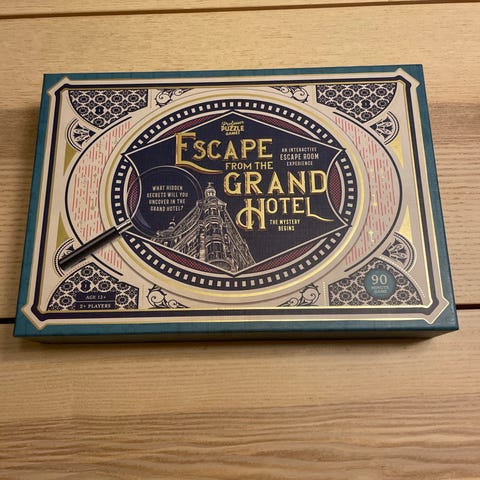 Professor
PUZZLE
GAMES
ESCAPE
FROM THE
GRAND
HOTEL
THE MYSTERY
BEGINS
AN INTERACTIVE
ESCAPE ROOM
EXPERIENCE
WHAT HIDDEN
SECRETS WILL YOU
UNCOVER IN THE
GRAND HOTEL?
AGE 12+
2+ PLAYERS
90
MINUTE
GAME